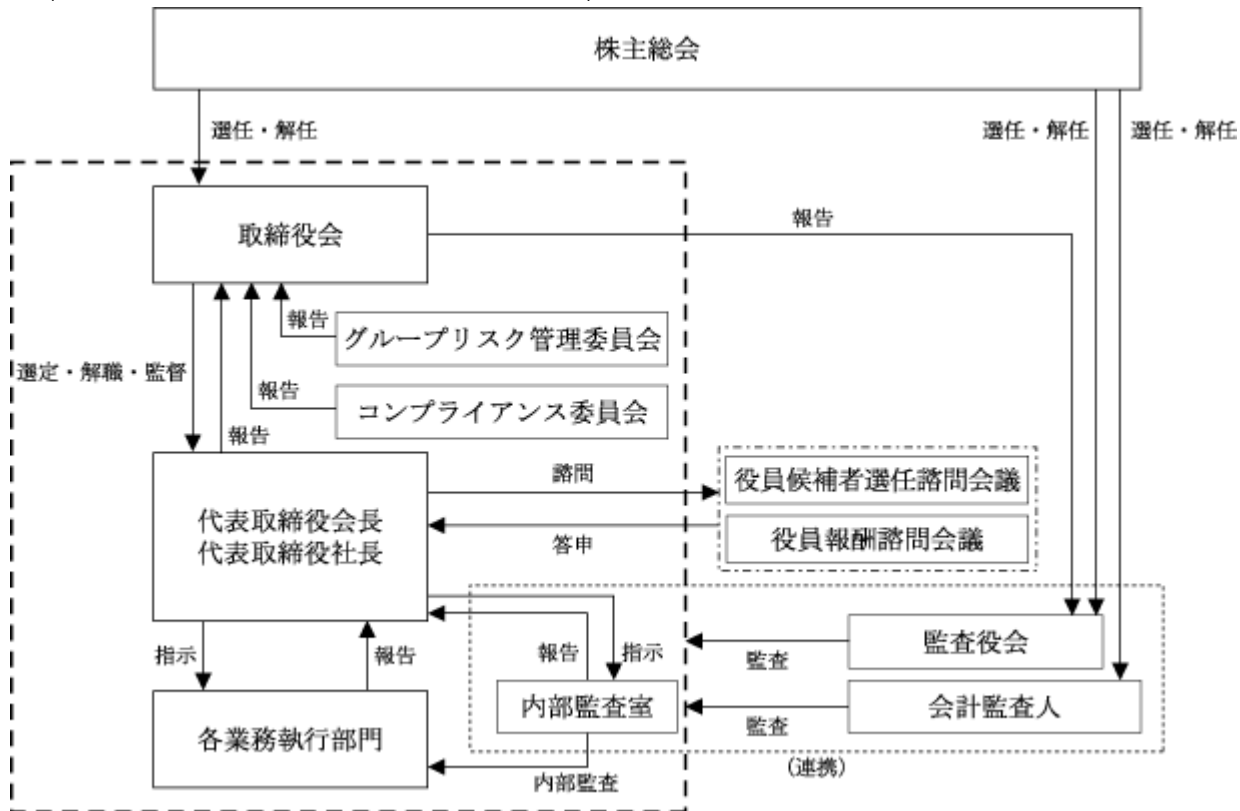 株主総会
選任・解任
選任・解任
選任・解任
取締役会
報告
報告
グループリスク管理委員会
選定・解職・監督
報告
コンプライアンス委員会
報告
諮問
役員候補者選任諮問会議
代表取締役会長
代表取締役社長
答申
役員報酬諮問会議
指示
報告
報告
指示
監査
監査役会
各業務執行部門
内部監査室
監査
会計監査人
内部監査
(連携)